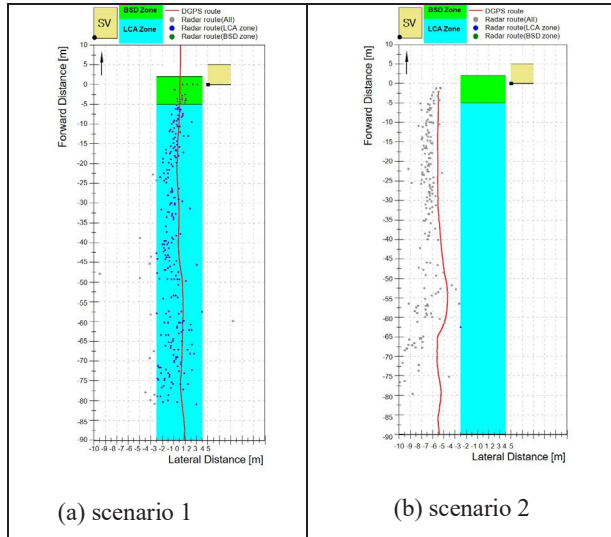 SV
BSD Zone
LCA Zone
DGPS route
Radar route(All)
Radar route(LCA zone)
Radar route(BSD zone)
Forward Distance [m]
10
5
0
-5
-10
-15
-20
-25
-30
-35
-40
-45
-50
-55
-60
-65
-70
-75
-80
-85
-90
-10 -9 -8 -7 -6 -5 -4 -3 -2 -1 0 1 2 3 4 5
Lateral Distance [m]
(a) scenario 1
SV
BSD Zone
LCA Zone
DGPS route
Radar route(All)
Radar route(LCA zone)
Radar route(BSD zone)
Forward Distance [m]
10
5
0
-5
-10
-15
-20
-25
-30
-35
-40
-45
-50
-55
-60
-65
-70
-75
-80
-85
-90
-10 -9 -8 -7 -6 -5 -4 -3 -2 -1 0 1 2 3 4 5
Lateral Distance [m]
(b) scenario 2